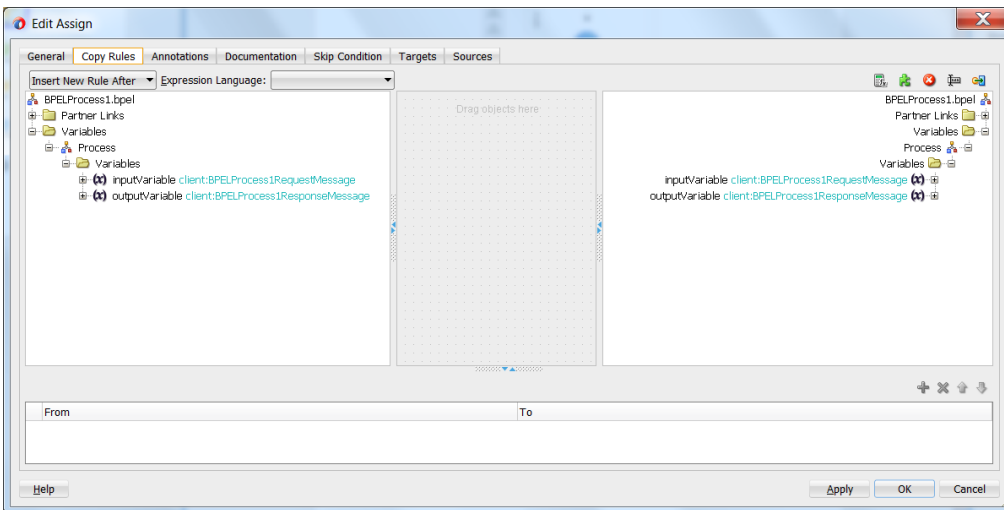 Edit Assign
General Copy Rules Annotations Documentation Skip Condition Targets Sources
Insert New Rule After Expression Language:
BPELProcess1.bpel
Partner Links
Variables
Process
Variables
(x) inputVariable client:BPELProcess1RequestMessage
(x) outputVariable client:BPELProcess1ResponseMessage
Drag objects here
BPELProcess1.bpel
Partner Links
Variables
Process
Variables
inputVariable client:BPELProcess1RequestMessage (x)
outputVariable client:BPELProcess1ResponseMessage (x)
From To
Help Apply OK Cancel